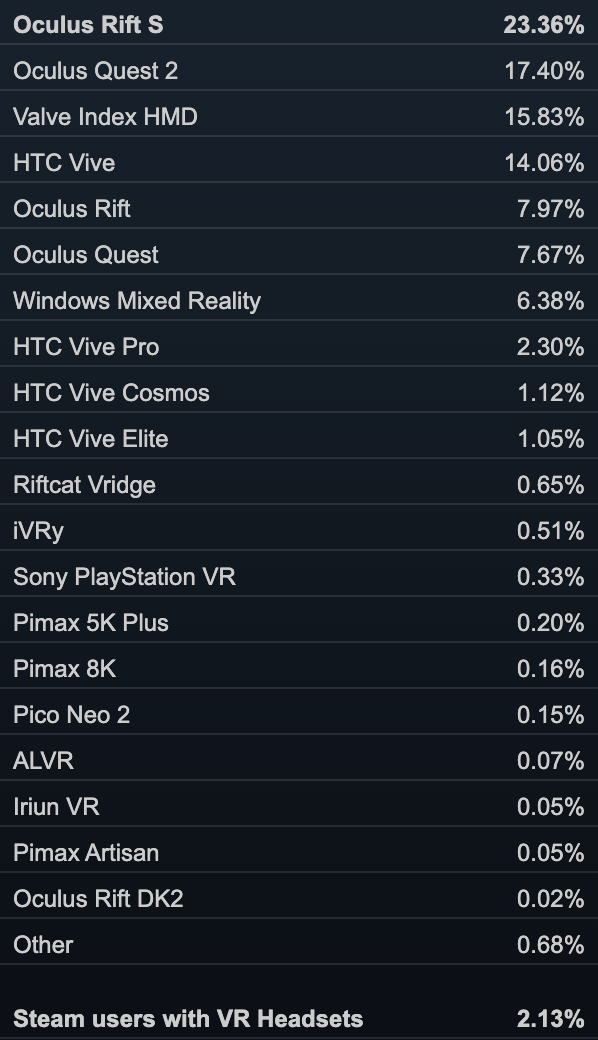 Oculus Rift S 23.36%
Oculus Quest 2 17.40%
Valve Index HMD 15.83%
HTC Vive 14.06%
Oculus Rift 7.97%
Oculus Quest 7.67%
Windows Mixed Reality 6.38%
HTC Vive Pro 2.30%
HTC Vive Cosmos 1.12%
HTC Vive Elite 1.05%
Riftcat Vridge 0.65%
iVRy 0.51%
Sony PlayStation VR 0.33%
Pimax 5K Plus 0.20%
Pimax 8K 0.16%
Pico Neo 2 0.15%
ALVR 0.07%
Iriun VR 0.05%
Pimax Artisan 0.05%
Oculus Rift DK2 0.02%
Other 0.68%
Steam users with VR Headsets 2.13%